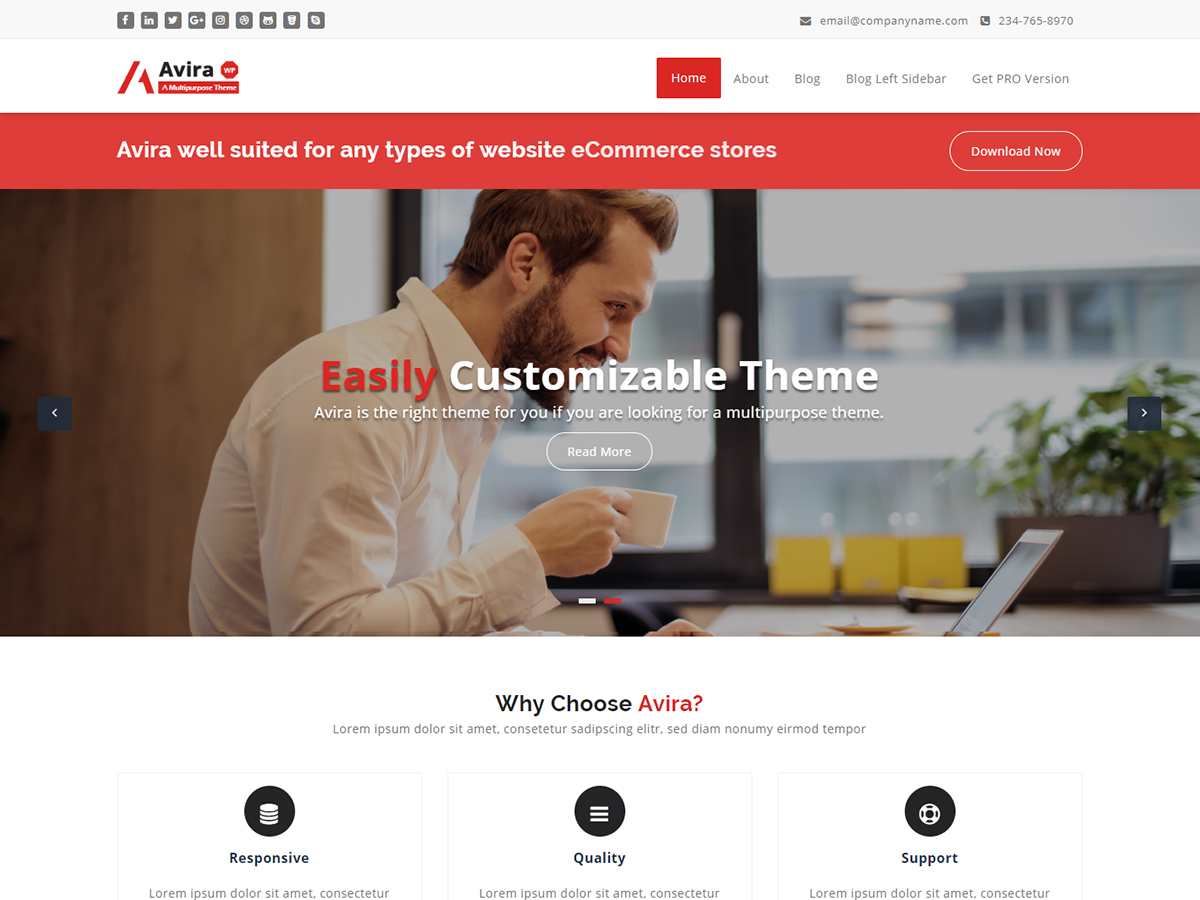 email@companyname.com 234-765-8970
Avira WP
A Multipurpose Theme
Home About Blog Blog Left Sidebar Get PRO Version
Avira well suited for any types of website eCommerce stores
Download Now
Easily Customizable Theme
Avira is the right theme for you if you are looking for a multipurpose theme.
Read More
Why Choose Avira?
Lorem ipsum dolor sit amet, consetetur sadipscing elitr, sed diam nonumy eirmod tempor
Responsive Quality Support
Lorem ipsum dolor sit amet, consectetur Lorem ipsum dolor sit amet, consectetur Lorem ipsum dolor sit amet, consectetur